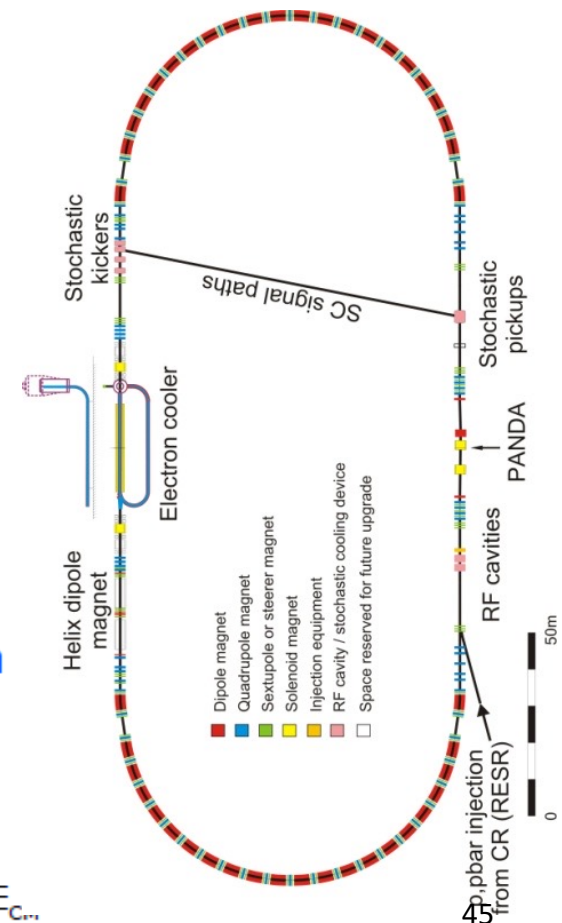 Stochastic
kickers
SC signal paths
Stochastic
pickups
Electron cooler
PANDA
Helix dipole
magnet
Dipole magnet
Quadrupole magnet
Sextupole or steerer magnet
Solenoid magnet
Injection equipment
RF cavity / stochastic cooling device
Space reserved for future upgrade
RF cavities
p,pbar injection
from CR (RESR)
0
50m
45